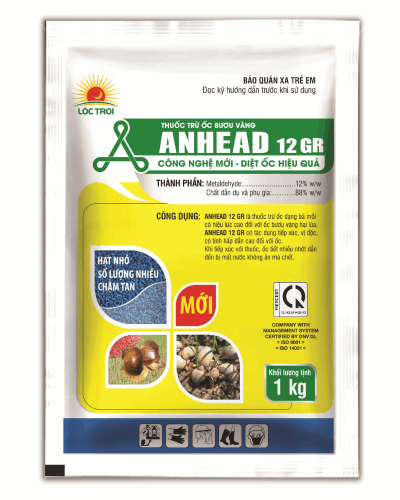 BẢO QUẢN XA TRẺ EM
Đọc kỹ hướng dẫn trước khi sử dụng
LỘC TRỜI
THUỐC TRỪ ỐC BƯƠU VÀNG
ANHEAD 12 GR
CÔNG NGHỆ MỚI - DIỆT ỐC HIỆU QUẢ
THÀNH PHẦN: Metaldehyde:......................12% w/w
Chất dẫn dụ và phụ gia:............88% w/w
CÔNG DỤNG: ANHEAD 12 GR là thuốc trừ ốc dạng bả mồi
có hiệu lực cao đối với ốc bươu vàng hại lúa.
ANHEAD 12 GR có tác dụng tiếp xúc, vị độc,
có tính hấp dẫn cao đối với ốc.
Khi tiếp xúc với thuốc, ốc tiết nhiều nhớt dẫn
đến bị mất nước không ăn mà chết.
HẠT NHỎ
SỐ LƯỢNG NHIỀU
CHẬM TAN
MỚI
COMPANY WITH
MANAGEMENT SYSTEM
CERTIFIED BY DNV GL
= ISO 9001 =
= ISO 14001 =
Khối lượng tịnh
1 kg